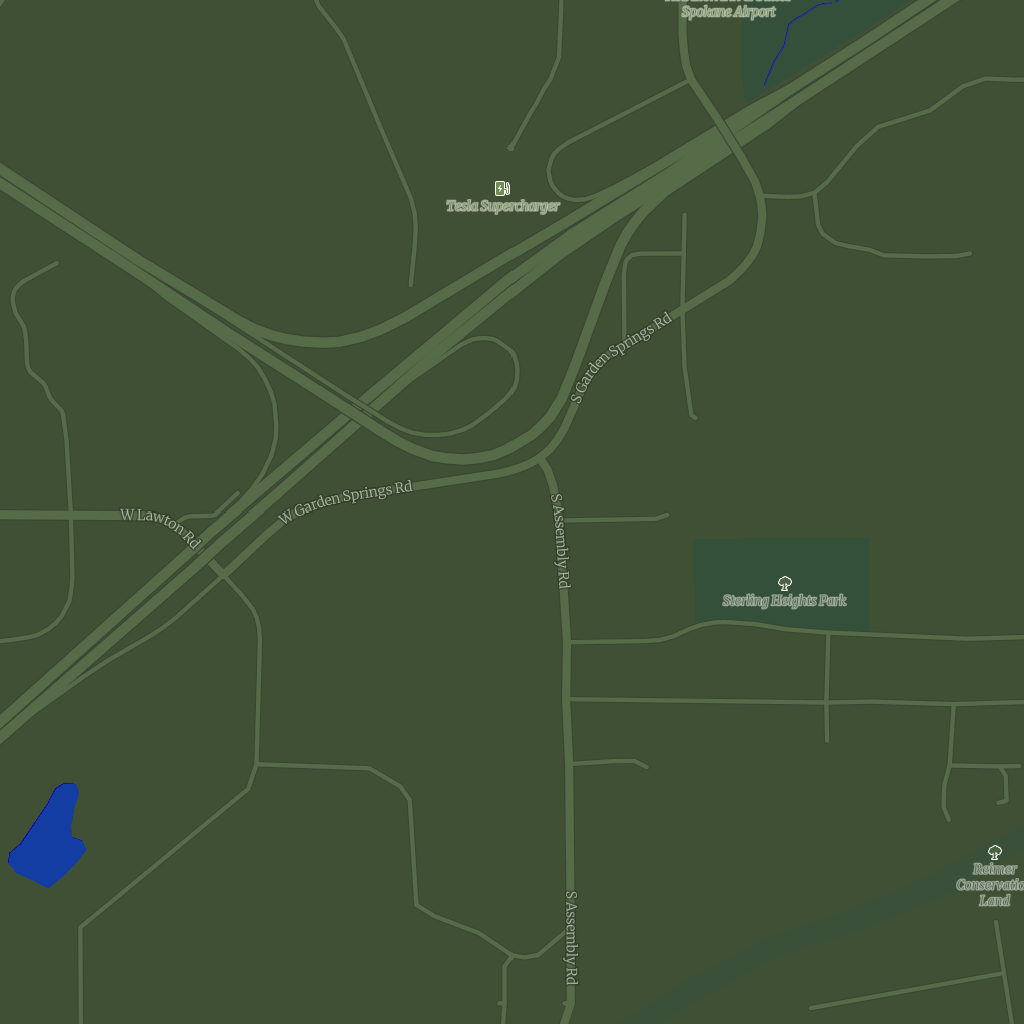 Spokane Airport
Tesla Supercharger
S Garden Springs Rd
W Garden Springs Rd
W Lawton Rd
S Assembly Rd
Sterling Heights Park
Reimer
Conservatio
Land
S Assembly Rd